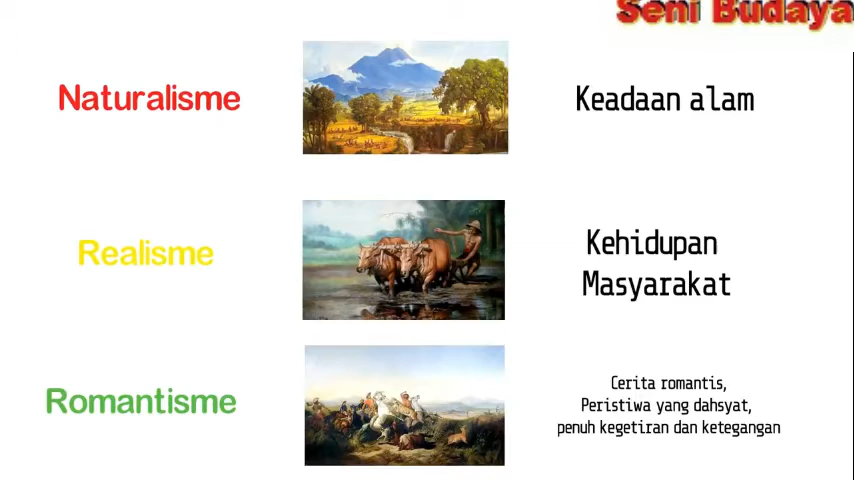 Seni Budaya
Naturalisme
Keadaan alam
Realisme
Kehidupan
Masyarakat
Romantisme
Cerita romantis,
Peristiwa yang dahsyat,
penuh kegetiran dan ketegangan